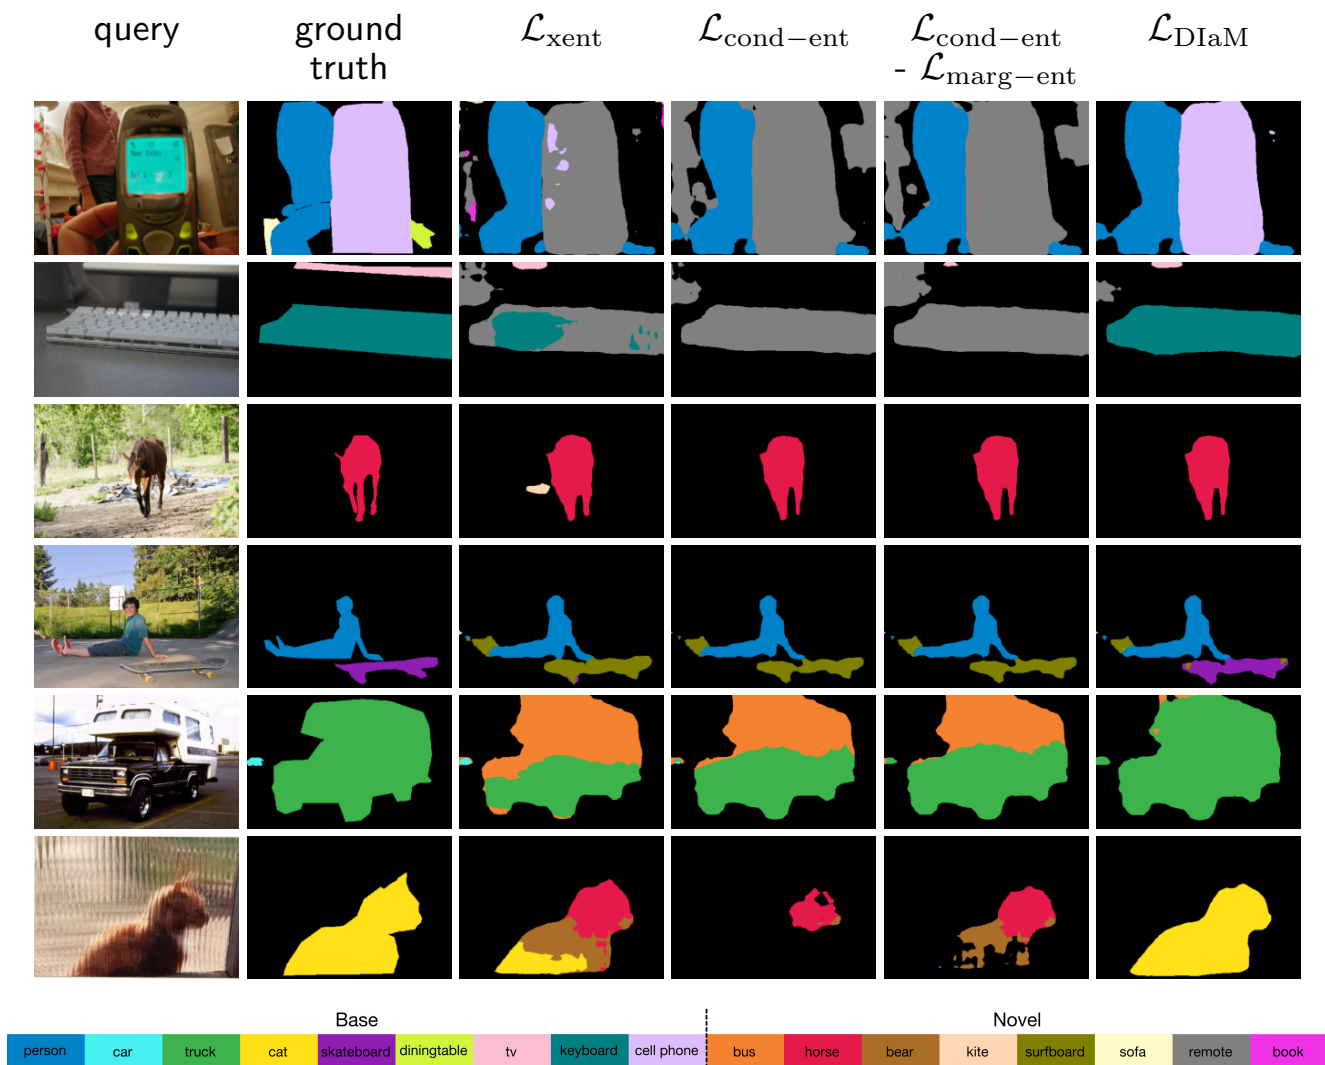 query
ground truth
ℒxent
ℒcond−ent
ℒcond−ent - ℒmarg−ent
ℒDIaM
Base
Novel
person car truck cat skateboard diningtable tv keyboard cell phone bus horse bear kite surfboard sofa remote book